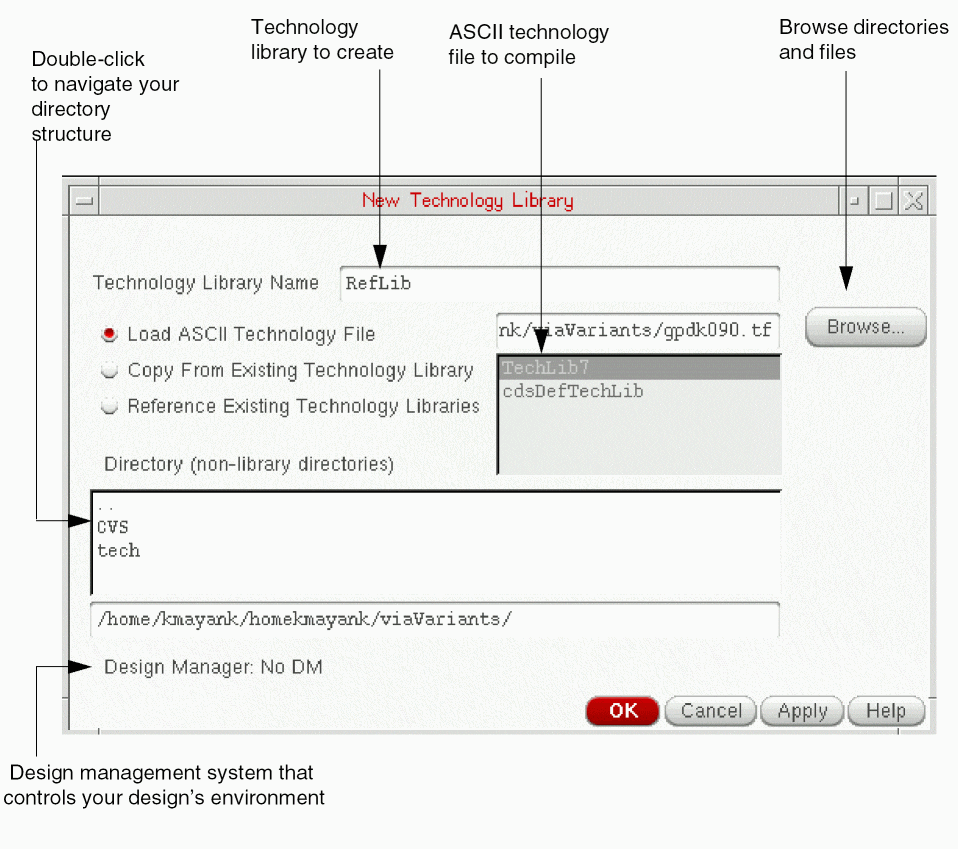 Technology
library to create
ASCII technology
file to compile
Browse directories
and files
Double-click
to navigate your
directory
structure
New Technology Library
Technology Library Name
RefLib
Load ASCII Technology File
nk/viaVariants/gpdk090.tf
Browse...
Copy From Existing Technology Library
TechLib7
cdsDefTechLib
Reference Existing Technology Libraries
Directory (non-library directories)
..
CVS
tech
/home/kmayank/homekmayank/viaVariants/
Design Manager: No DM
OK
Cancel
Apply
Help
Design management system that
controls your design’s environment